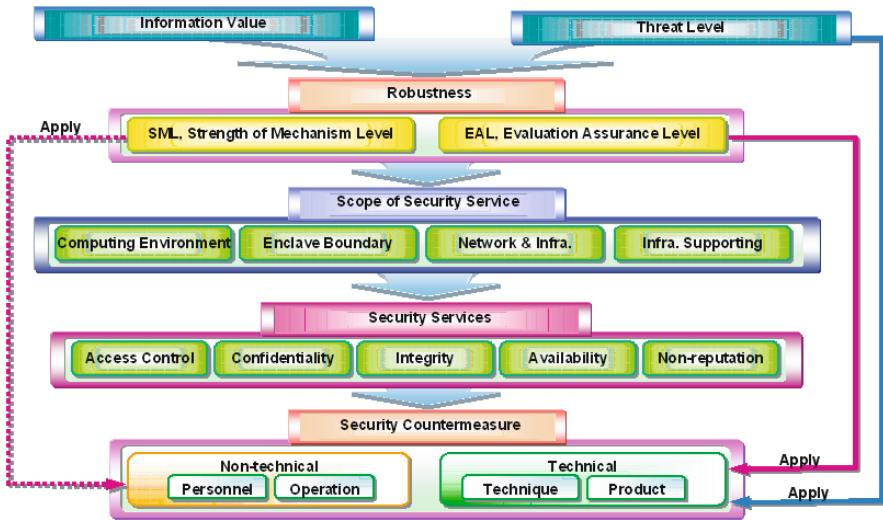 Information Value
Threat Level
Robustness
Apply
SML, Strength of Mechanism Level
EAL, Evaluation Assurance Level
Scope of Security Service
Computing Environment
Enclave Boundary
Network & Infra.
Infra. Supporting
Security Services
Access Control
Confidentiality
Integrity
Availability
Non-reputation
Security Countermeasure
Non-technical
Personnel
Operation
Technical
Technique
Product
Apply
Apply